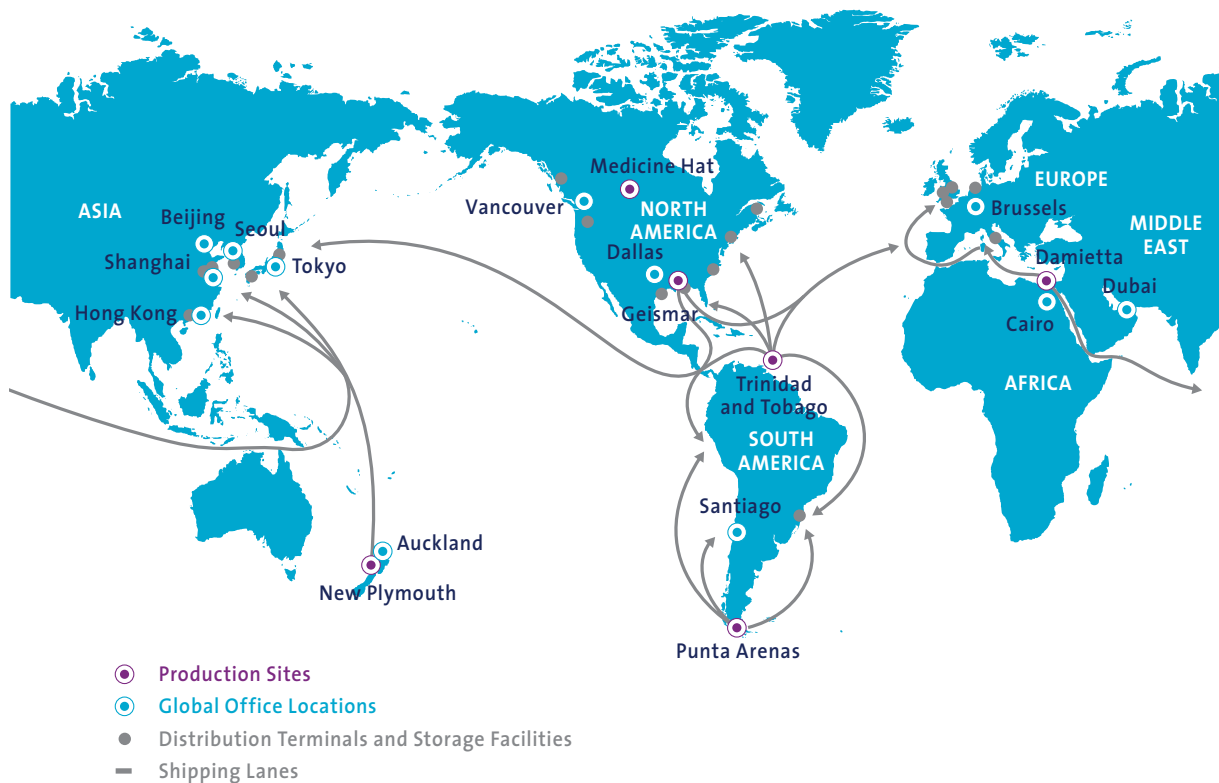 Medicine Hat
EUROPE
ASIA
Vancouver
NORTH
AMERICA
Brussels
Beijing
Seoul
MIDDLE
EAST
Dallas
Shanghai
Tokyo
Damietta
Dubai
Hong Kong
Geismar
Cairo
Trinidad
and Tobago
AFRICA
SOUTH
AMERICA
Santiago
Auckland
New Plymouth
Punta Arenas
Production Sites
Global Office Locations
Distribution Terminals and Storage Facilities
Shipping Lanes